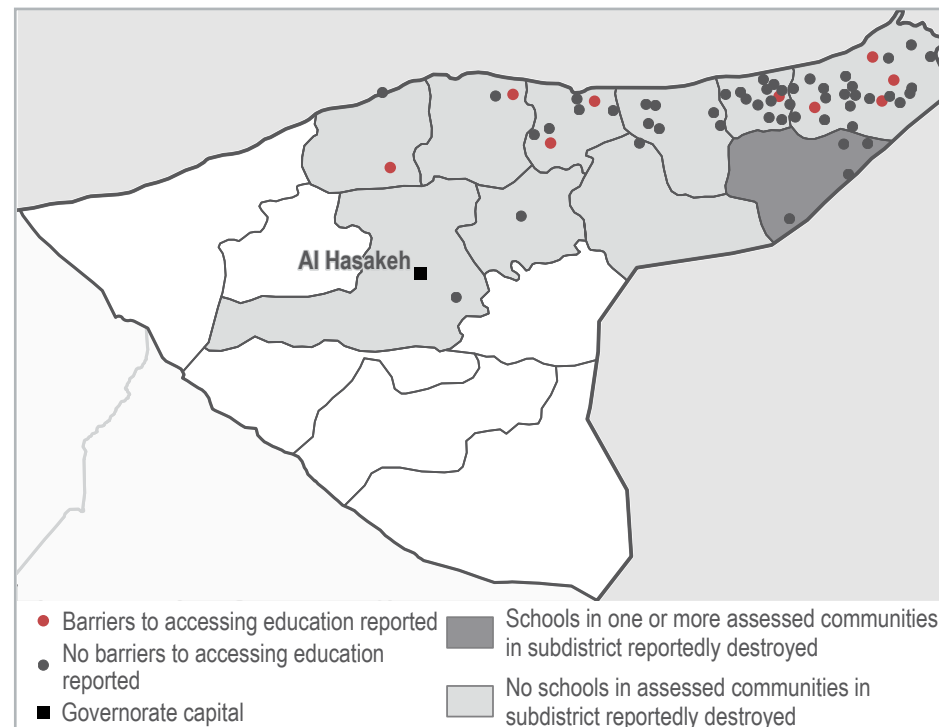 Al Hasakeh
Barriers to accessing education reported
No barriers to accessing education
reported
Governorate capital
Schools in one or more assessed communities
in subdistrict reportedly destroyed
No schools in assessed communities in
subdistrict reportedly destroyed